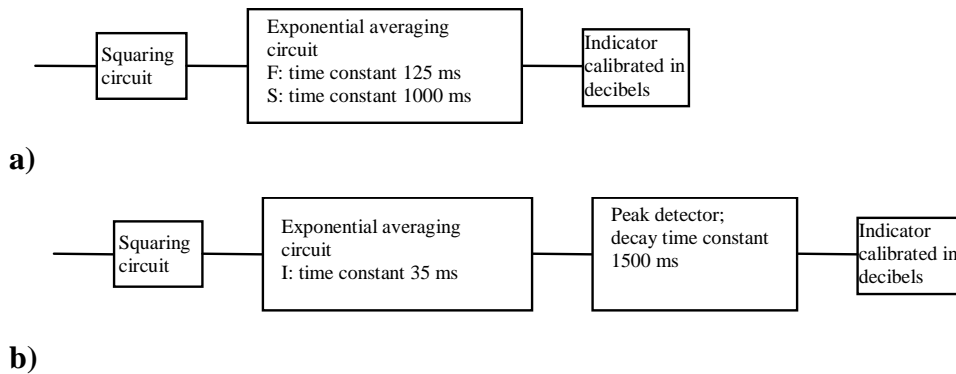 Squaring
circuit
Exponential averaging
circuit
F: time constant 125 ms
S: time constant 1000 ms
Indicator
calibrated in
decibels
a)
Squaring
circuit
Exponential averaging
circuit
I: time constant 35 ms
Peak detector;
decay time constant
1500 ms
Indicator
calibrated in
decibels
b)